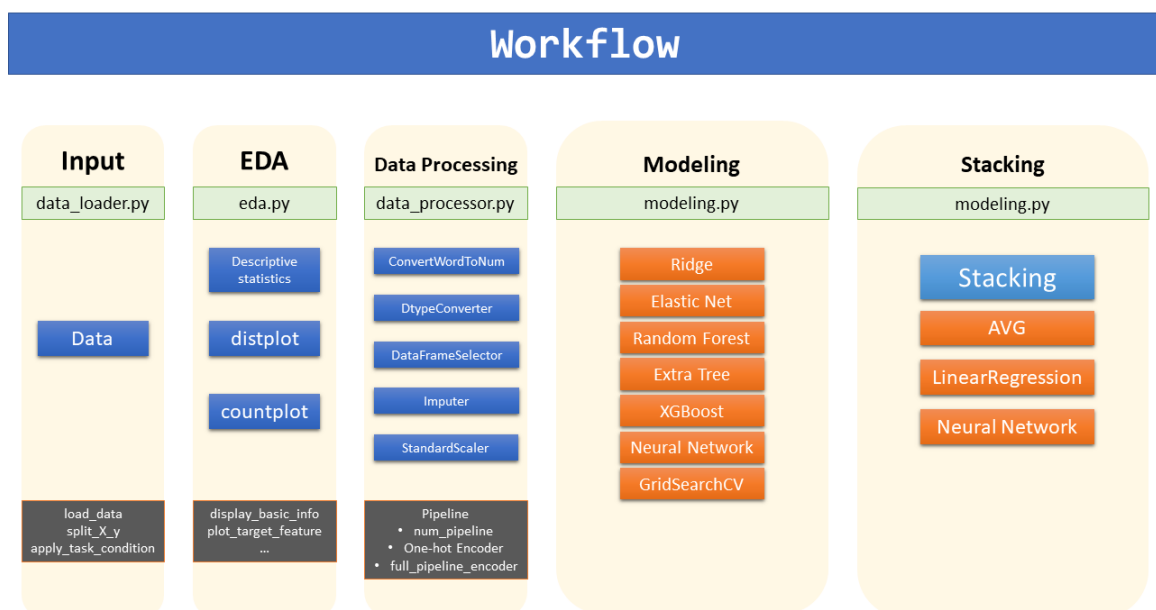 Workflow
Input
data_loader.py
Data
load_data
split_X_y
apply_task_condition
EDA
eda.py
Descriptive
statistics
distplot
countplot
display_basic_info
plot_target_feature
...
Data Processing
data_processor.py
ConvertWordToNum
DtypeConverter
DataFrameSelector
Imputer
StandardScaler
Pipeline
• num_pipeline
• One-hot Encoder
• full_pipeline_encoder
Modeling
modeling.py
Ridge
Elastic Net
Random Forest
Extra Tree
XGBoost
Neural Network
GridSearchCV
Stacking
modeling.py
Stacking
AVG
LinearRegression
Neural Network